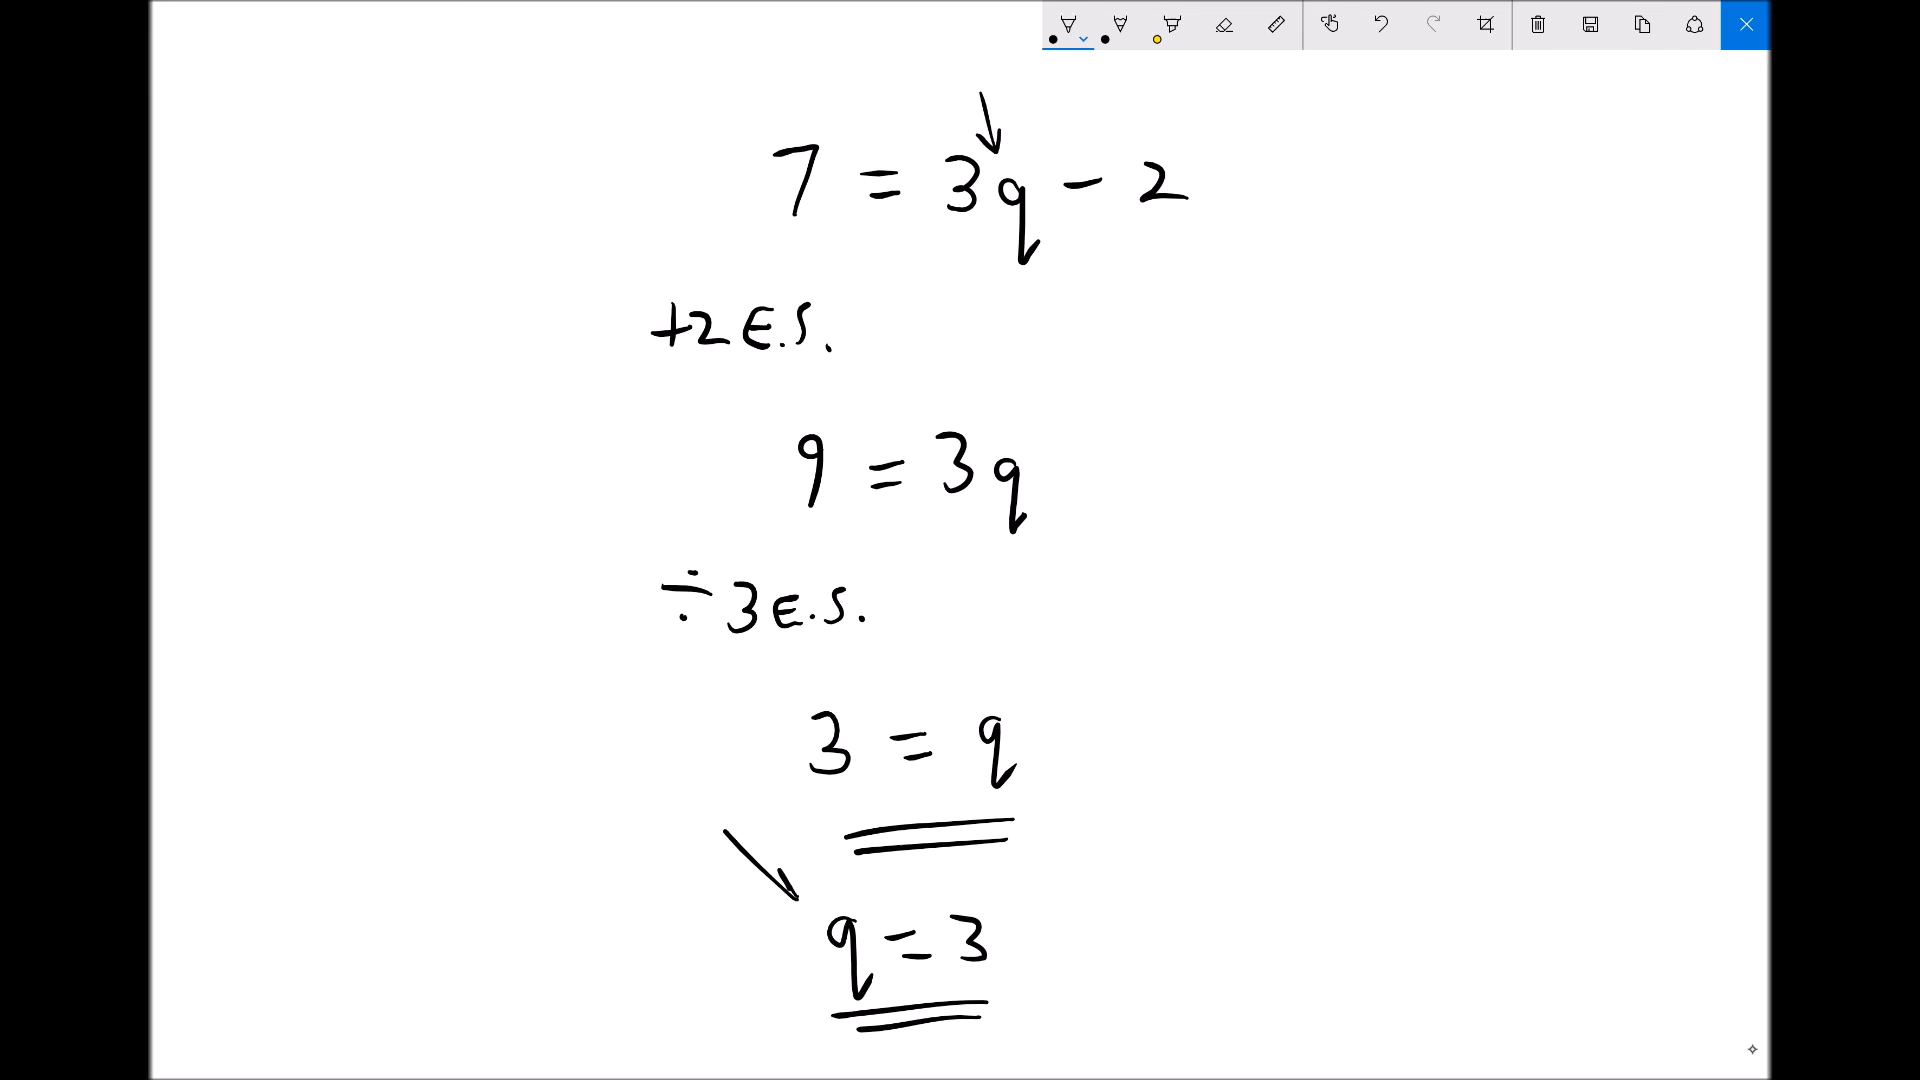 7 = 3q - 2
+2 E.S.
9 = 3q
÷3 E.S.
3 = q
q = 3